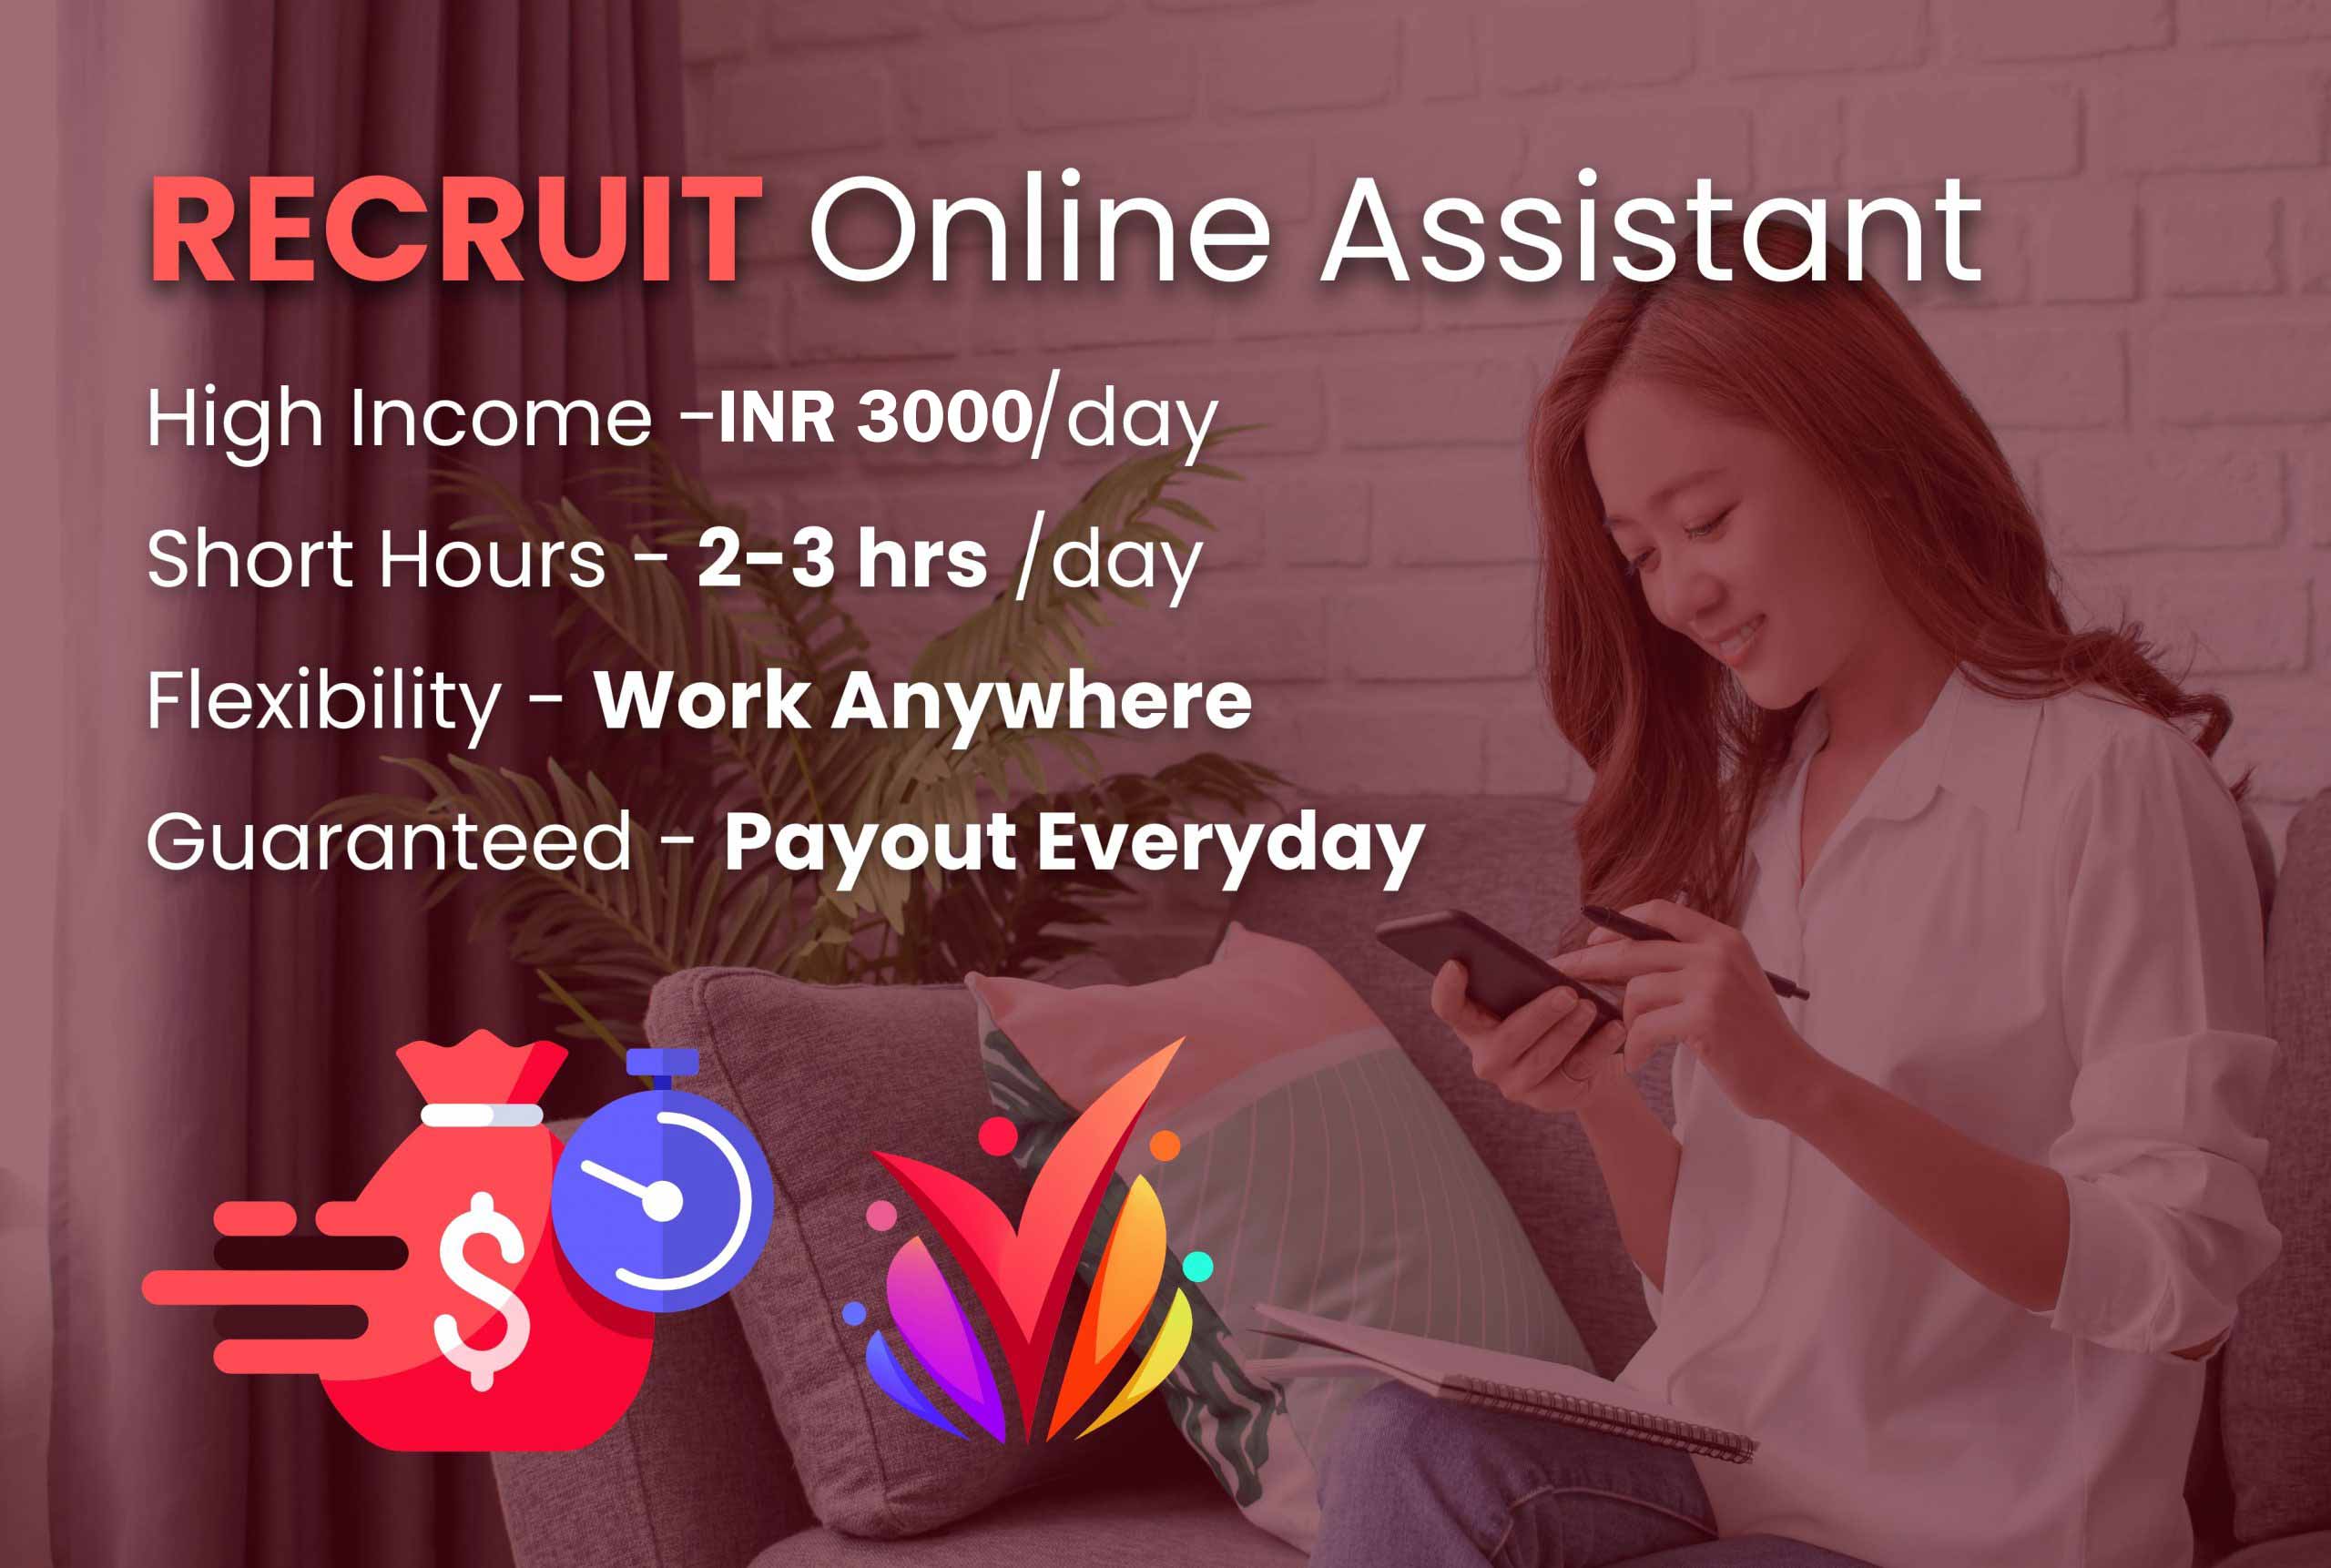 RECRUIT Online Assistant
High Income -INR 3000/day
Short Hours - 2-3 hrs /day
Flexibility - Work Anywhere
Guaranteed - Payout Everyday
$